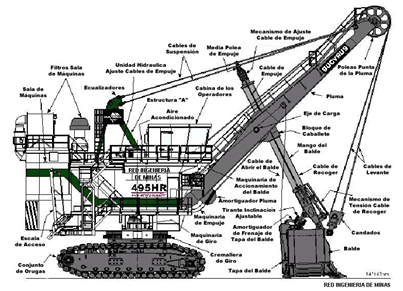 Mecanismo de Ajuste
Cable de Empuje
Media Polea
de Empuje
Cables de
Suspensión
Cable de
Empuje
Unidad Hidraulica
Ajuste Cables de Empuje
Filtros Sala
de Máquinas
Ecualizadores
BUCYRUS
Poleas Punta
de la Pluma
Sala de
Máquinas
Estructura "A"
Aire
Acondicionado
Cabina de los
Operadores
Pluma
Eje de Carga
Bloque de
Caballete
Mango del
Balde
Cables de
Levante
Cable de
Abrir el Balde
Cable de
Recoger
RED INGENIERIA
DE MINAS
495HR
Maquinaria de
Accionamiento
del Balde
Amortiguador Pluma
Tirante Inclinación
Ajustable
Mecanismo de
Tensión Cable
de Recoger
Maquinaria de
Empuje
Amortiguador
de Frenaje de
Tapa del Balde
Candados
Escala
de Acceso
Maquinaria
de Giro
Balde
Conjunto
de Orugas
Cremallera
de Giro
Tapa del Balde
RED INGENIERIA DE MINAS